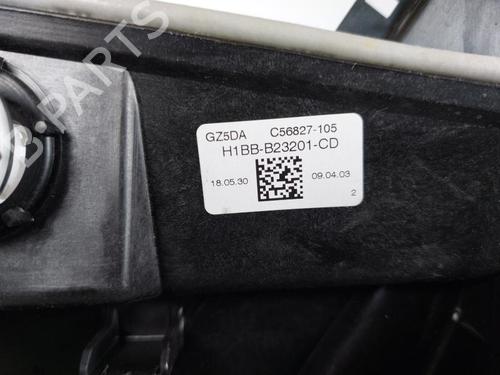 GZ5DA C56827-105
H1BB-B23201-CD
18.05.30 09.04.03
2
B-PARTS